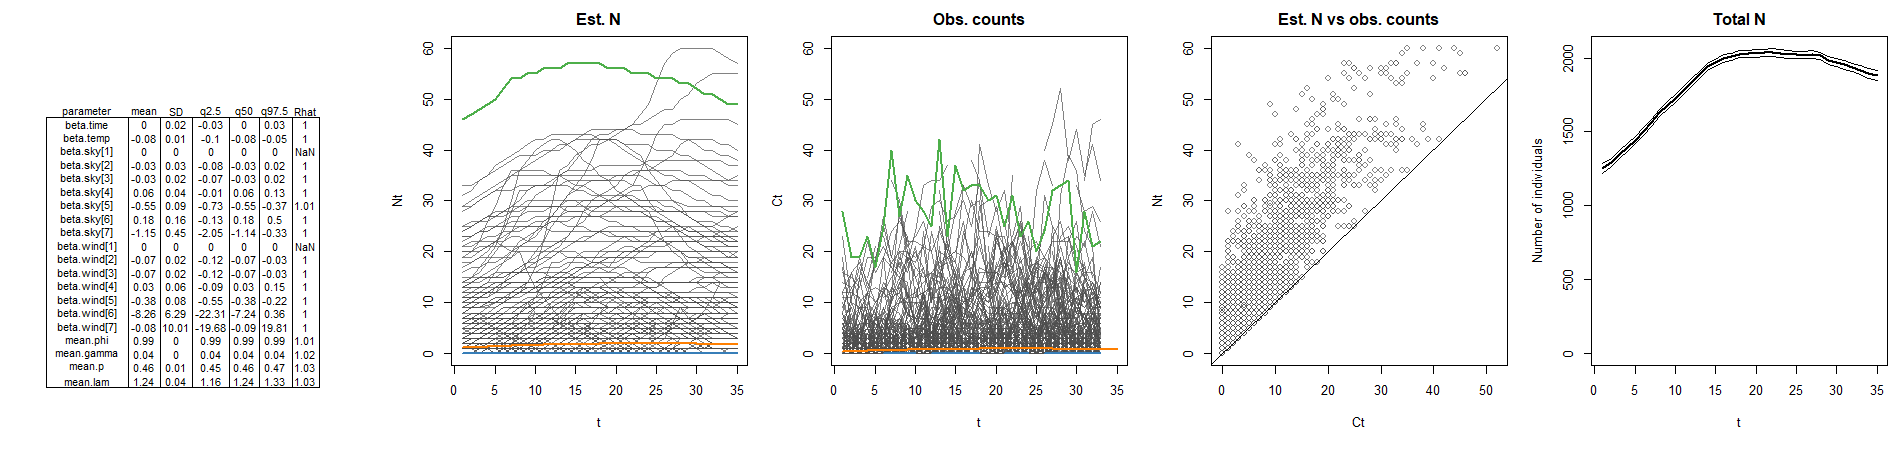 parameter mean SD q2.5 q50 q97.5 Rhat
beta.time 0 0.02 -0.03 0 0.03 1
beta.temp -0.08 0.01 -0.1 -0.08 -0.05 1
beta.sky[1] 0 0 0 0 0 NaN
beta.sky[2] -0.03 0.03 -0.08 -0.03 0.02 1
beta.sky[3] -0.03 0.02 -0.07 -0.03 0.02 1
beta.sky[4] 0.06 0.04 -0.01 0.06 0.13 1
beta.sky[5] -0.55 0.09 -0.73 -0.55 -0.37 1.01
beta.sky[6] 0.18 0.16 -0.13 0.18 0.5 1
beta.sky[7] -1.15 0.45 -2.05 -1.14 -0.33 1
beta.wind[1] 0 0 0 0 0 NaN
beta.wind[2] -0.07 0.02 -0.12 -0.07 -0.03 1
beta.wind[3] -0.07 0.02 -0.12 -0.07 -0.03 1
beta.wind[4] 0.03 0.06 -0.09 0.03 0.15 1
beta.wind[5] -0.38 0.08 -0.55 -0.38 -0.22 1
beta.wind[6] -8.26 6.29 -22.31 -7.24 0.36 1
beta.wind[7] -0.08 10.01 -19.68 -0.09 19.81 1
mean.phi 0.99 0 0.99 0.99 0.99 1.01
mean.gamma 0.04 0 0.04 0.04 0.04 1.02
mean.p 0.46 0.01 0.45 0.46 0.47 1.03
mean.lam 1.24 0.04 1.16 1.24 1.33 1.03
Est. N
Nt
60
50
40
30
20
10
0
0 5 10 15 20 25 30 35
t
Obs. counts
Ct
60
50
40
30
20
10
0
0 5 10 15 20 25 30 35
t
Est. N vs obs. counts
Nt
60
50
40
30
20
10
0
0 10 20 30 40 50
Ct
Total N
Number of individuals
2000
1500
1000
500
0
0 5 10 15 20 25 30 35
t